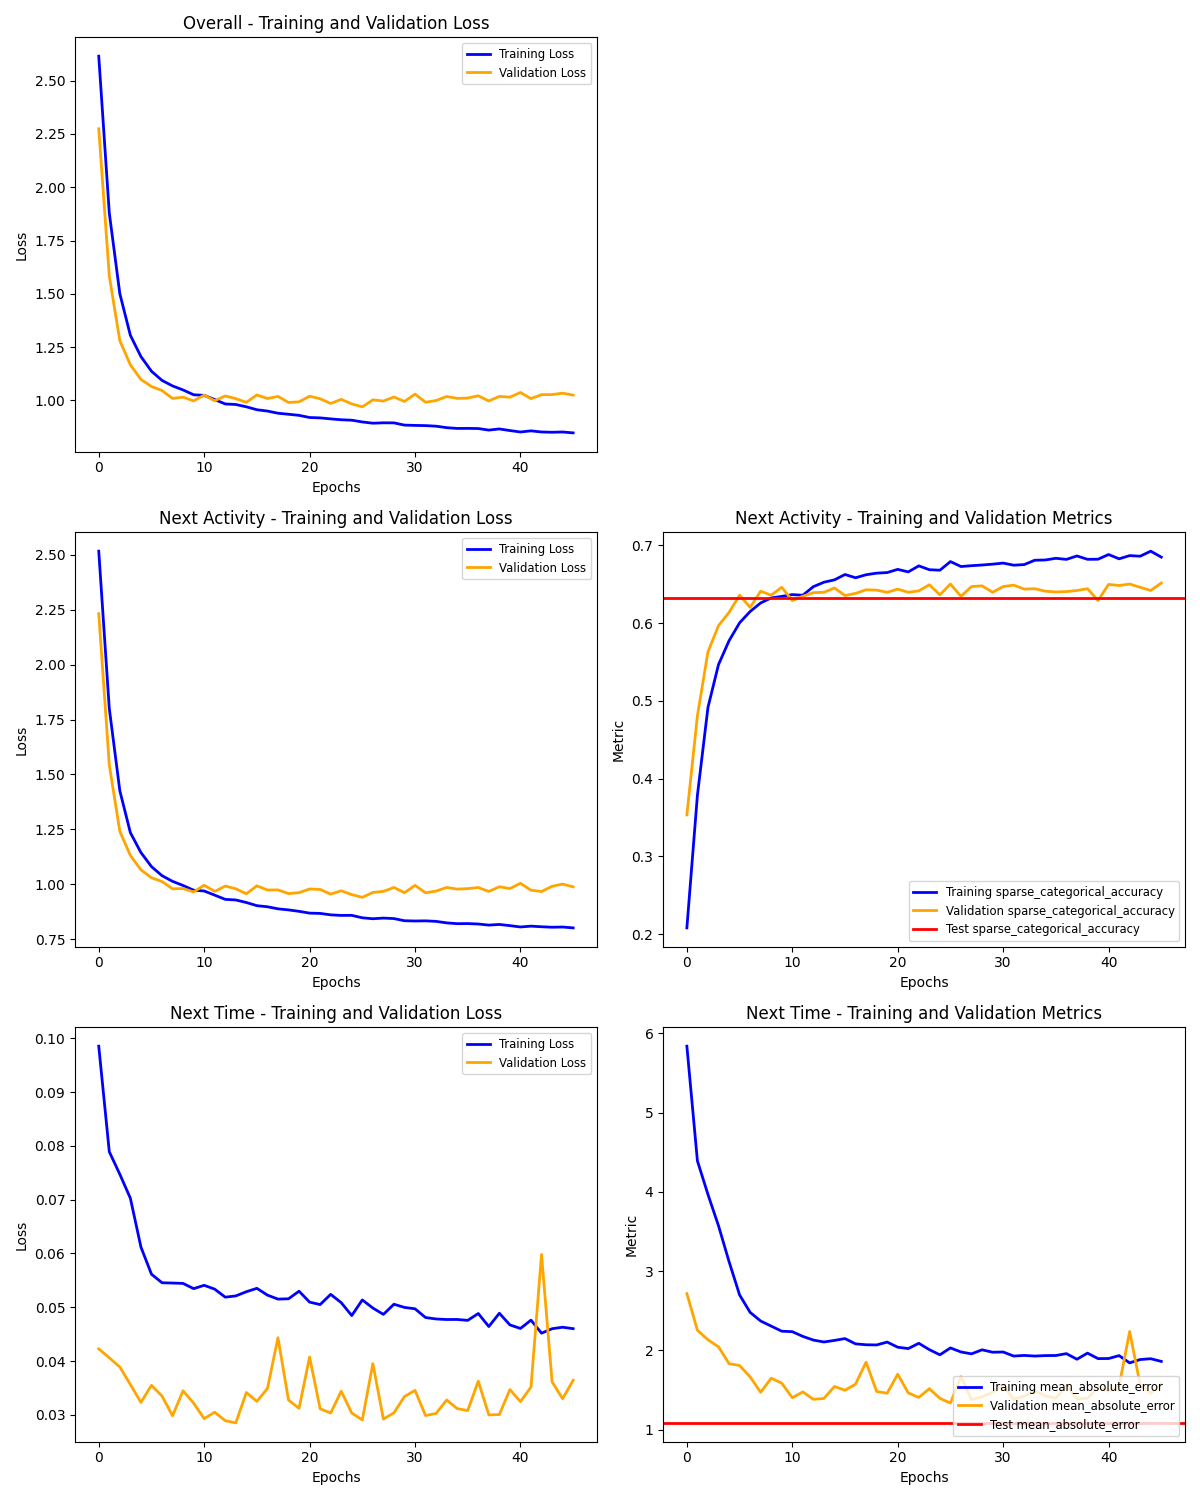 Overall - Training and Validation Loss
Loss
2.50
2.25
2.00
1.75
1.50
1.25
1.00
Training Loss
Validation Loss
0 10 20 30 40
Epochs
Next Activity - Training and Validation Loss
Loss
2.50
2.25
2.00
1.75
1.50
1.25
1.00
0.75
Training Loss
Validation Loss
0 10 20 30 40
Epochs
Next Activity - Training and Validation Metrics
Metric
0.7
0.6
0.5
0.4
0.3
0.2
Training sparse_categorical_accuracy
Validation sparse_categorical_accuracy
Test sparse_categorical_accuracy
0 10 20 30 40
Epochs
Next Time - Training and Validation Loss
Loss
0.10
0.09
0.08
0.07
0.06
0.05
0.04
0.03
Training Loss
Validation Loss
0 10 20 30 40
Epochs
Next Time - Training and Validation Metrics
Metric
6
5
4
3
2
1
Training mean_absolute_error
Validation mean_absolute_error
Test mean_absolute_error
0 10 20 30 40
Epochs